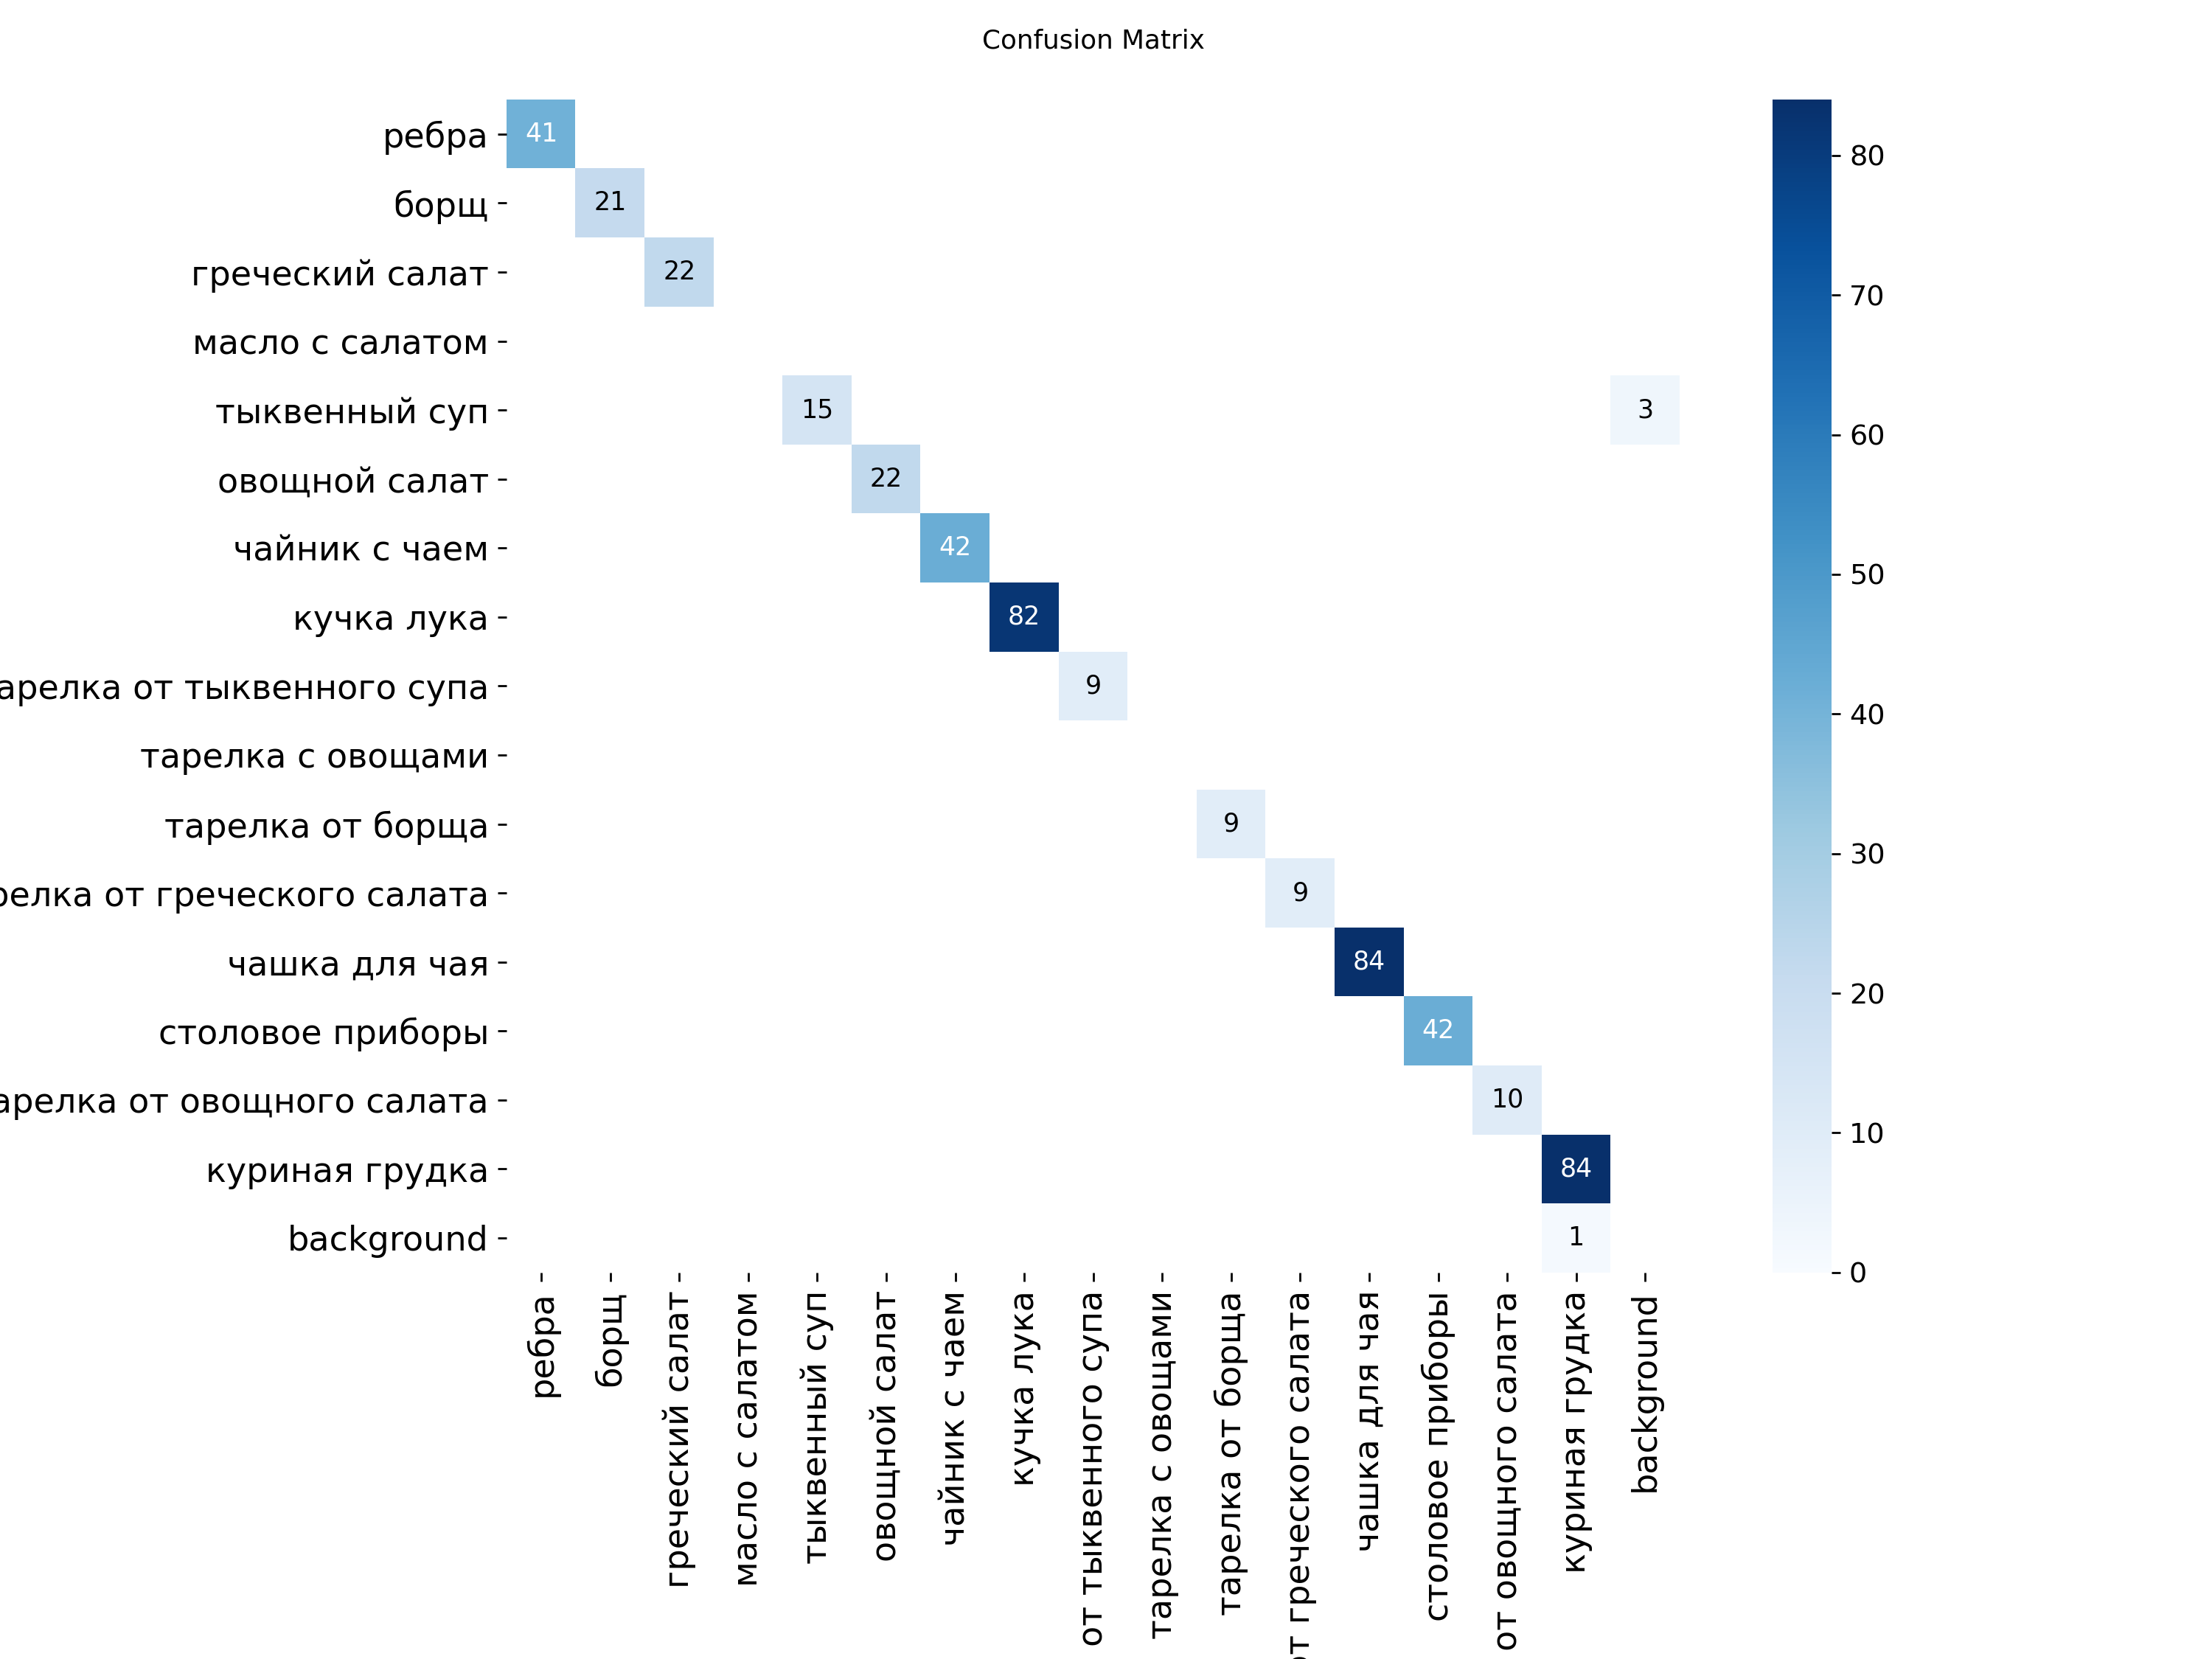 Confusion Matrix
ребра 41
борщ 21
греческий салат 22
масло с салатом
тыквенный суп 15 3
овощной салат 22
чайник с чаем 42
кучка лука 82
от тыквенного супа 9
тарелка с овощами
тарелка от борща 9
от греческого салата 9
чашка для чая 84
столовое приборы 42
от овощного салата 10
куриная грудка 84
background 1
80
70
60
50
40
30
20
10
0
ребра
борщ
греческий салат
масло с салатом
тыквенный суп
овощной салат
чайник с чаем
кучка лука
от тыквенного супа
тарелка с овощами
тарелка от борща
от греческого салата
чашка для чая
столовое приборы
от овощного салата
куриная грудка
background